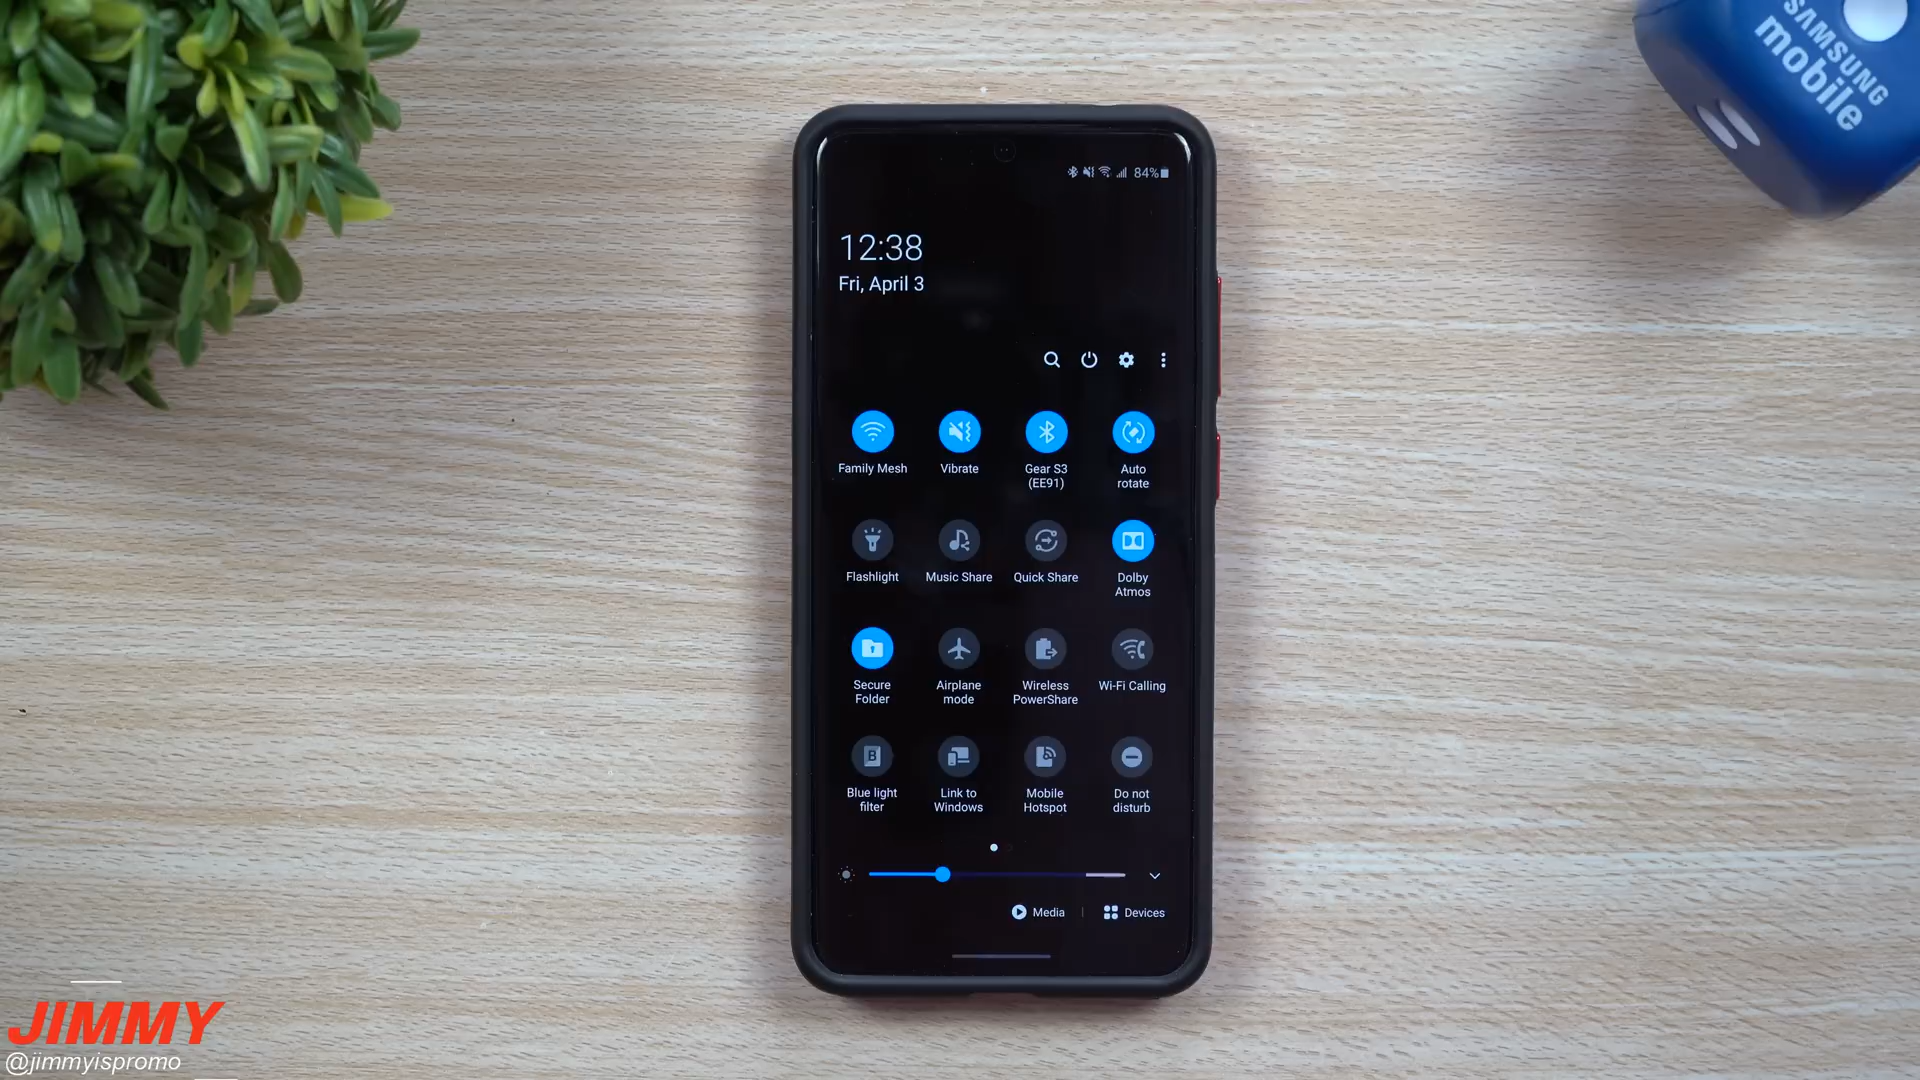 SAMSUNG
mobile
84%
12:38
Fri, April 3
Family Mesh
Vibrate
Gear S3
(EE91)
Auto
rotate
Flashlight
Music Share
Quick Share
Dolby
Atmos
Secure
Folder
Airplane
mode
Wireless
PowerShare
Wi-Fi Calling
B
Blue light
filter
Link to
Windows
Mobile
Hotspot
Do not
disturb
Media
Devices
JIMMY
@jimmyispromo